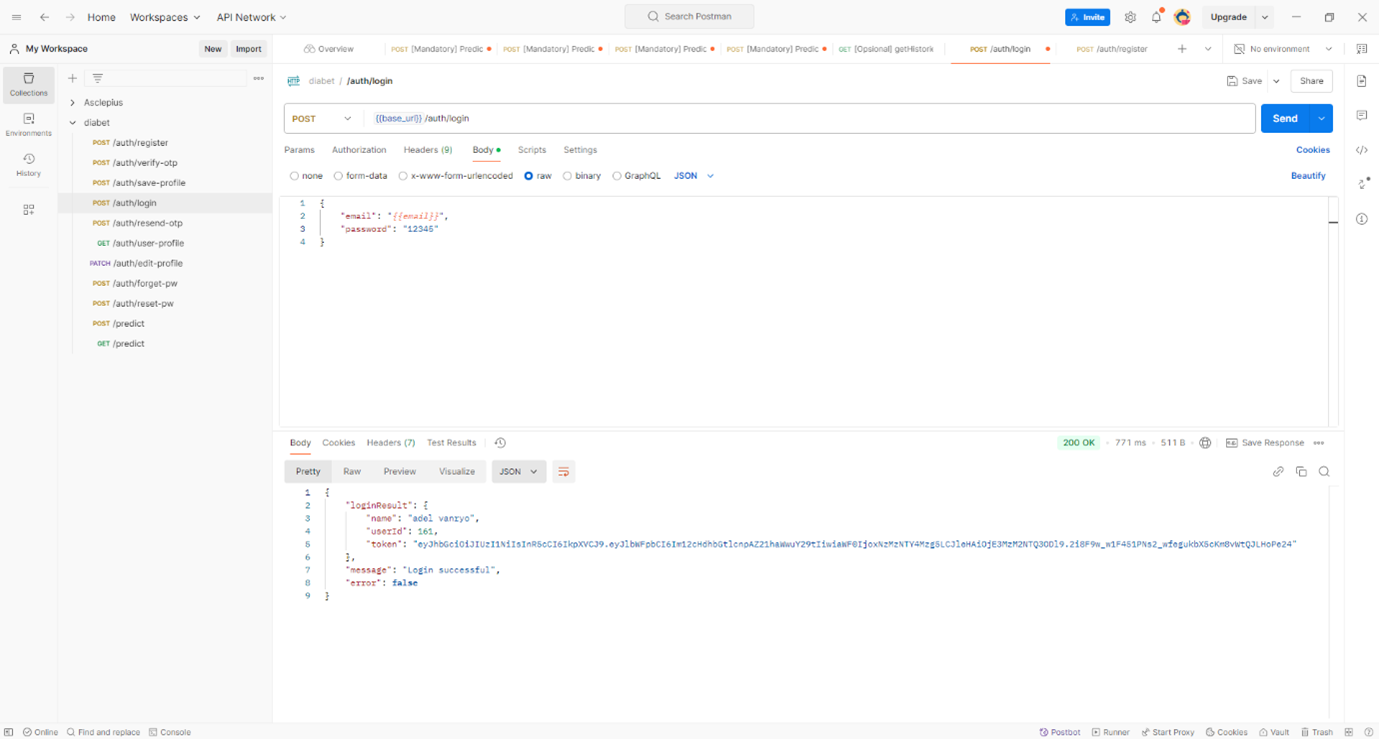 Home Workspaces API Network Search Postman Invite Upgrade
My Workspace New Import Overview POST [Mandatory] Predic POST [Mandatory] Predic POST [Mandatory] Predic POST [Mandatory] Predic GET [Opsional] getHistork POST /auth/login POST /auth/register No environment
Collections
Environments
History
Asclepius
diabet
POST /auth/register
POST /auth/verify-otp
POST /auth/save-profile
POST /auth/login
POST /auth/resend-otp
GET /auth/user-profile
PATCH /auth/edit-profile
POST /auth/forget-pw
POST /auth/reset-pw
POST /predict
GET /predict
HTTP diabet / /auth/login Save Share
POST {{base_url}} /auth/login Send
Params Authorization Headers (9) Body Scripts Settings Cookies
none form-data x-www-form-urlencoded raw binary GraphQL JSON Beautify
1 {
2 "email": "{{email}}",
3 "password": "12345"
4 }
Body Cookies Headers (7) Test Results 200 OK 771 ms 511 B Save Response
Pretty Raw Preview Visualize JSON
1 {
2 "loginResult": {
3 "name": "adel vanryo",
4 "userId": 161,
5 "token":
6 },
7 "message": "Login successful",
8 "error": false
9 }
Online Find and replace Console Postbot Runner Start Proxy Cookies Vault Trash